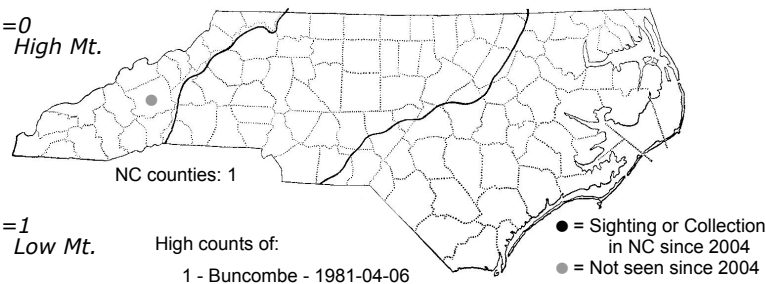 =0
High Mt.
NC counties: 1
=1
Low Mt.
High counts of:
1 - Buncombe - 1981-04-06
= Sighting or Collection
in NC since 2004
= Not seen since 2004